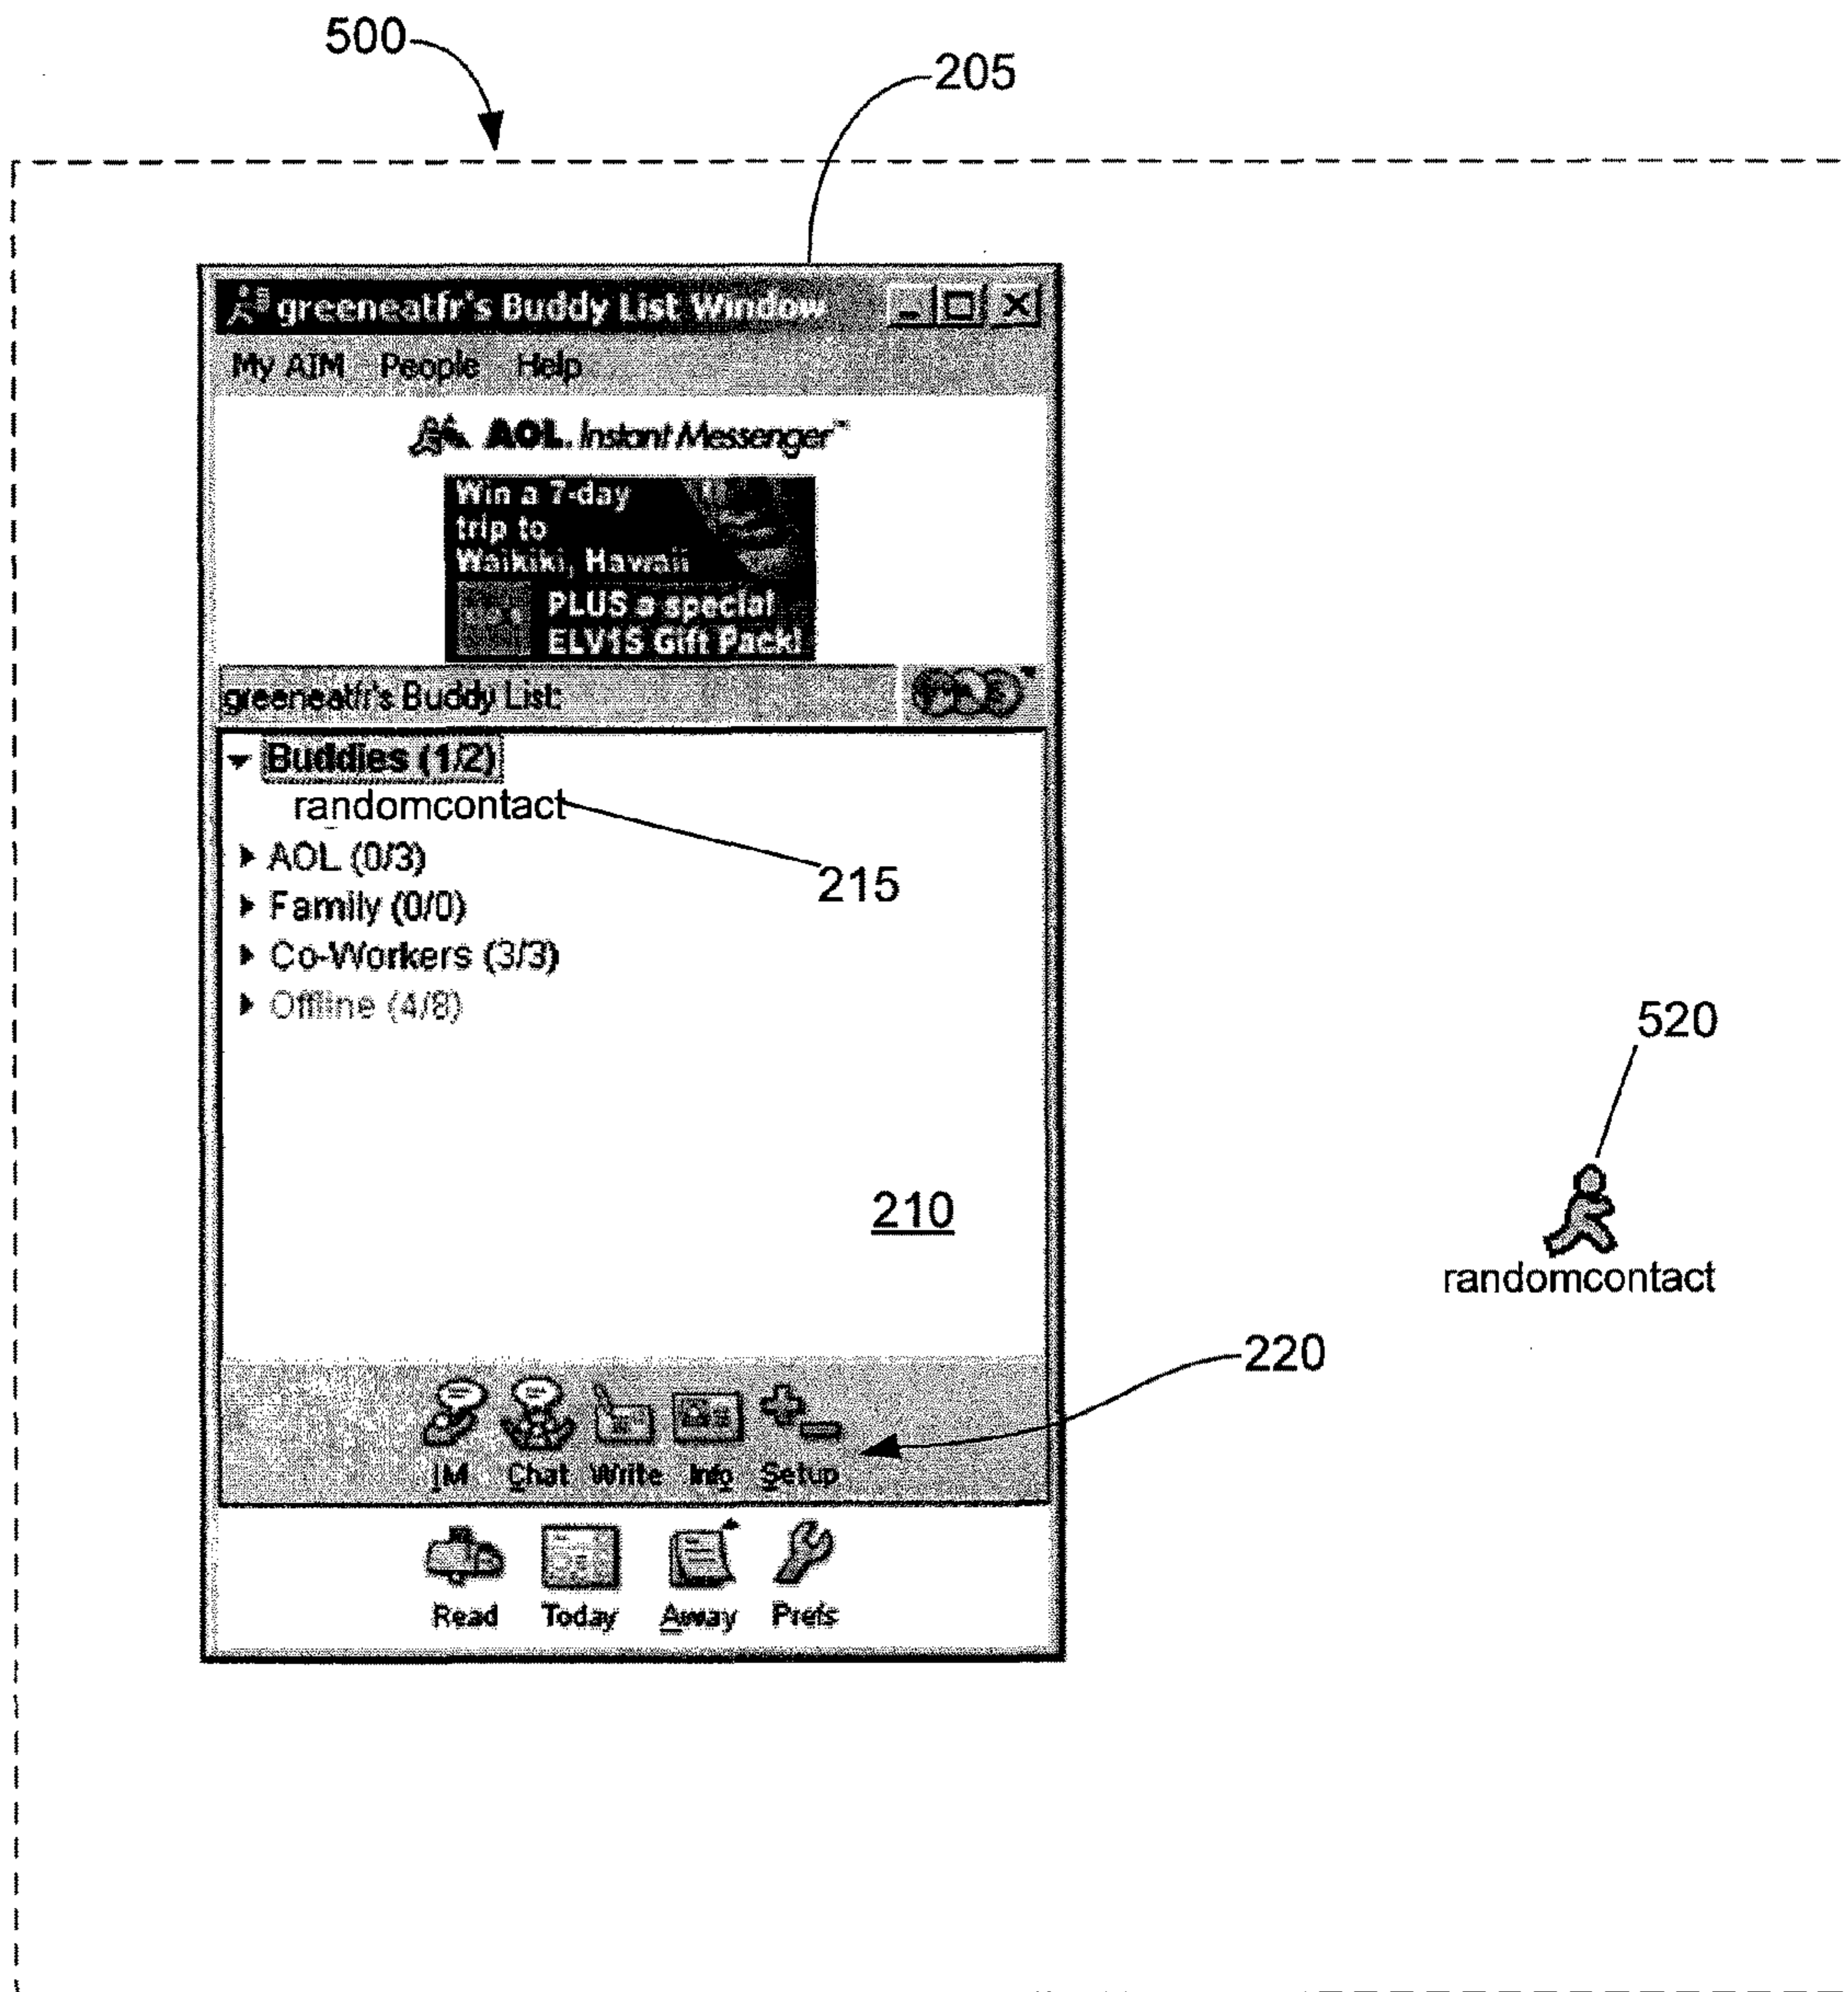 500
205
greeneatfr's Buddy List Window
My AIM People Help
AOL Instant Messenger™
Win a 7-day
trip to
Waikiki, Hawaii
PLUS a special
ELV1S Gift Pack!
greeneatfr's Buddy List:
Buddies (1/2)
randomcontact
AOL (0/3)
215
Family (0/0)
Co-Workers (3/3)
Offline (4/8)
520
210
randomcontact
220
IM Chat Write Info Setup
Read Today Away Prefs